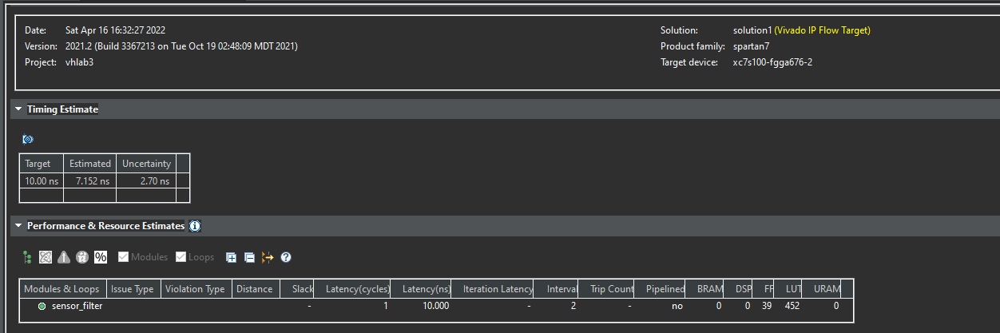 Date: Sat Apr 16 16:32:27 2022 Solution: solution1 (Vivado IP Flow Target)
Version: 2021.2 (Build 3367213 on Tue Oct 19 02:48:09 MDT 2021) Product family: spartan7
Project: vhlab3 Target device: xc7s100-fgga676-2
Timing Estimate
Target Estimated Uncertainty
10.00 ns 7.152 ns 2.70 ns
Performance & Resource Estimates
% Modules Loops
Modules & Loops Issue Type Violation Type Distance Slack Latency(cycles) Latency(ns) Iteration Latency Interval Trip Count Pipelined BRAM DSP FF LUT URAM
sensor_filter - 1 10.000 - 2 - no 0 0 39 452 0